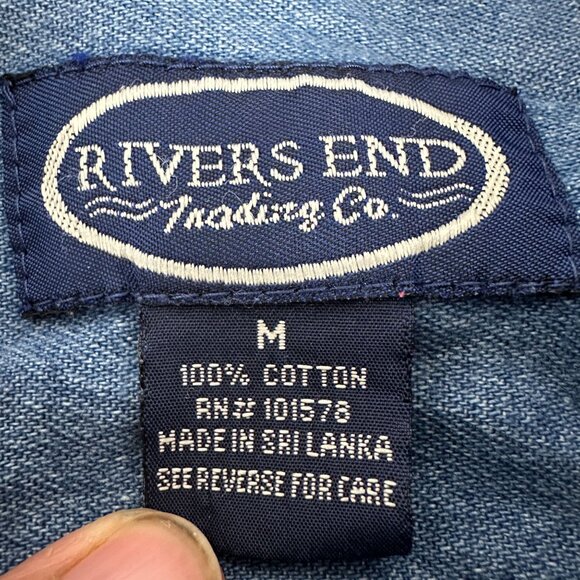 RIVERS END
Trading Co.
M
100% COTTON
RN# 101578
MADE IN SRI LANKA
SEE REVERSE FOR CARE